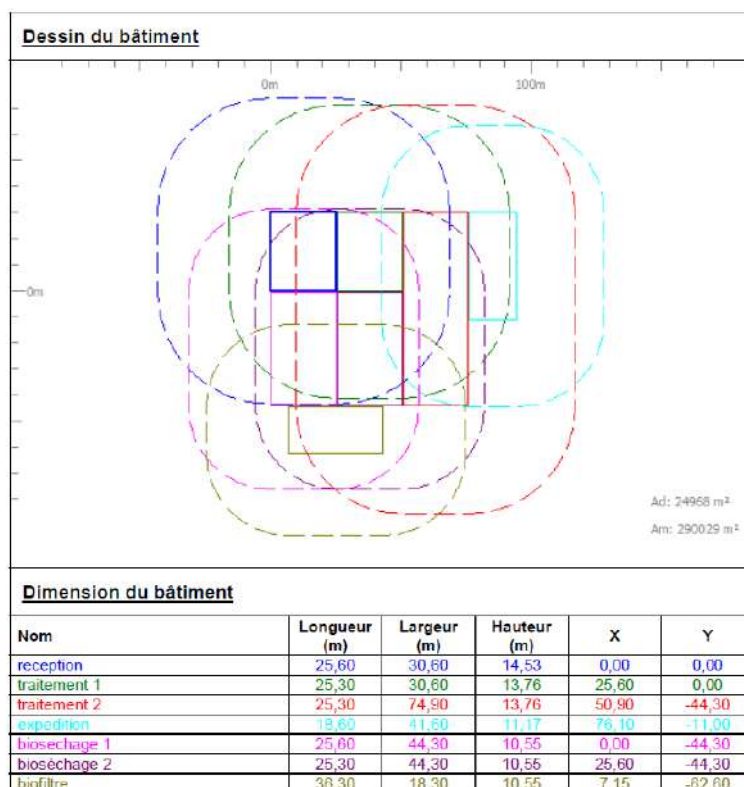 Dessin du bâtiment
0m 100m
0m
Ad: 24968 m²
Am: 290029 m²
Dimension du bâtiment
Nom Longueur (m) Largeur (m) Hauteur (m) X Y
reception 25,60 30,60 14,53 0,00 0,00
traitement 1 25,30 30,60 13,76 25,60 0,00
traitement 2 25,30 74,90 13,76 50,90 -44,30
expedition 18,60 41,60 11,17 76,10 -11,00
biosechage 1 25,60 44,30 10,55 0,00 -44,30
bioséchage 2 25,30 44,30 10,55 25,60 -44,30
biofiltre 36,30 18,30 10,55 7,15 -62,60